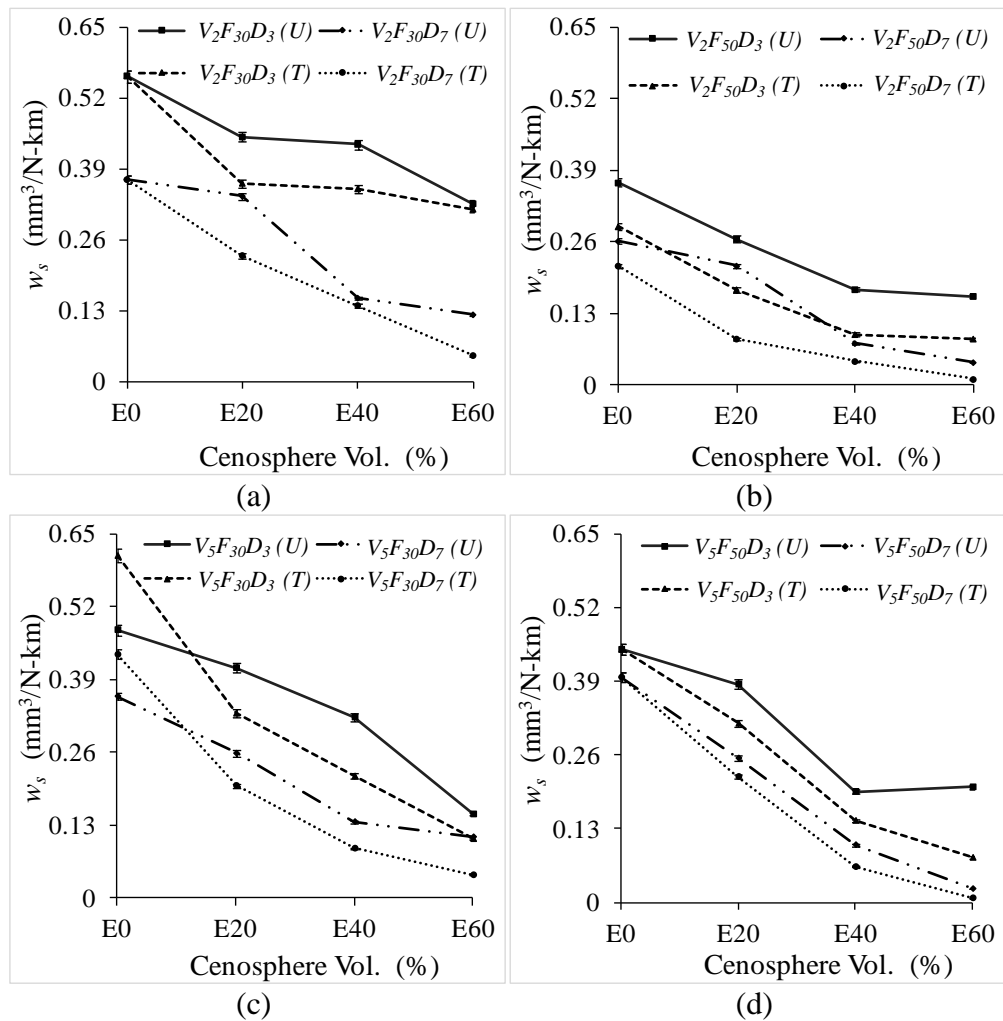 0.65
0.52
0.39
0.26
0.13
0
w_s (mm³/N-km)
V₂F₃₀D₃ (U) V₂F₃₀D₇ (U)
V₂F₃₀D₃ (T) V₂F₃₀D₇ (T)
E0 E20 E40 E60
Cenosphere Vol. (%)
(a)
0.65
0.52
0.39
0.26
0.13
0
w_s (mm³/N-km)
V₂F₅₀D₃ (U) V₂F₅₀D₇ (U)
V₂F₅₀D₃ (T) V₂F₅₀D₇ (T)
E0 E20 E40 E60
Cenosphere Vol. (%)
(b)
0.65
0.52
0.39
0.26
0.13
0
w_s (mm³/N-km)
V₅F₃₀D₃ (U) V₅F₃₀D₇ (U)
V₅F₃₀D₃ (T) V₅F₃₀D₇ (T)
E0 E20 E40 E60
Cenosphere Vol. (%)
(c)
0.65
0.52
0.39
0.26
0.13
0
w_s (mm³/N-km)
V₅F₅₀D₃ (U) V₅F₅₀D₇ (U)
V₅F₅₀D₃ (T) V₅F₅₀D₇ (T)
E0 E20 E40 E60
Cenosphere Vol. (%)
(d)